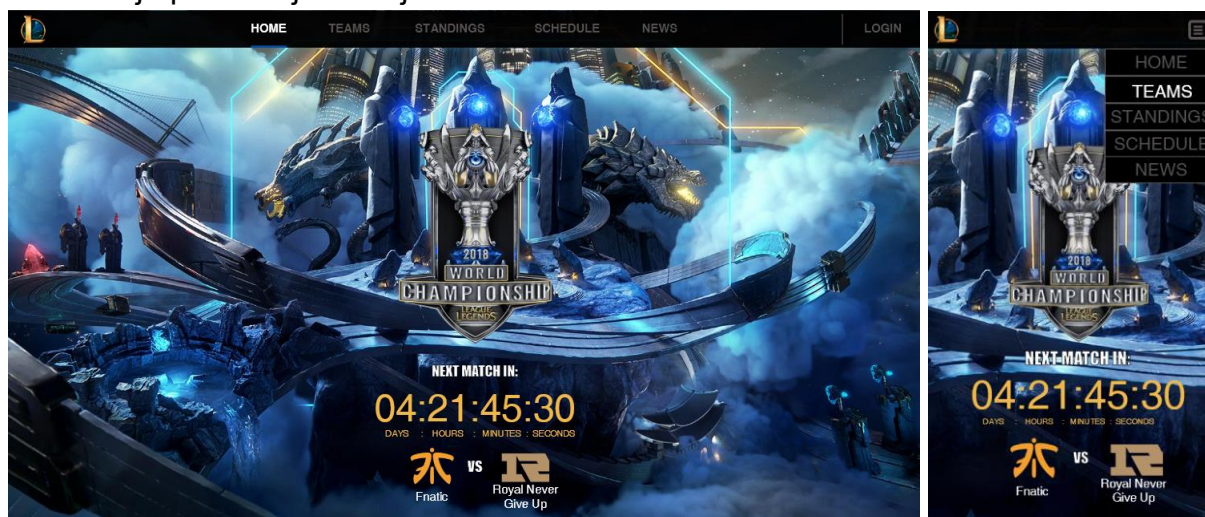 HOME TEAMS STANDINGS SCHEDULE NEWS LOGIN
2018
WORLD
CHAMPIONSHIP
LEAGUE
LEGENDS
NEXT MATCH IN:
04:21:45:30
DAYS : HOURS : MINUTES : SECONDS
VS
Fnatic
Royal Never
Give Up
HOME
TEAMS
STANDINGS
SCHEDULE
NEWS
2018
WORLD
CHAMPIONSHIP
LEAGUE
LEGENDS
NEXT MATCH IN:
04:21:45:30
DAYS : HOURS : MINUTES : SECONDS
VS
Fnatic
Royal Never
Give Up